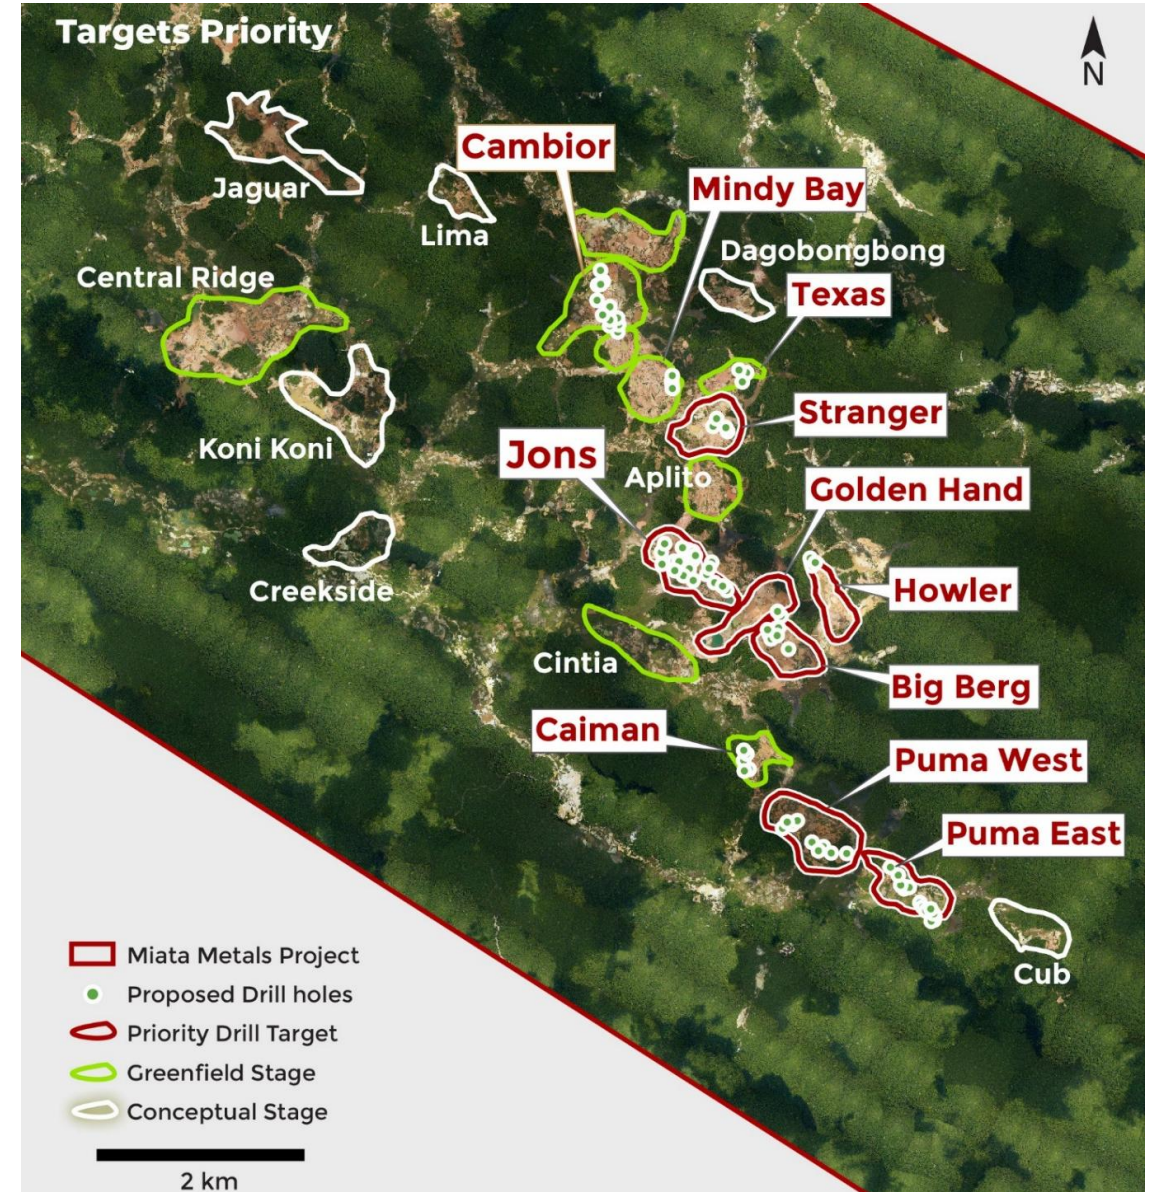 Targets Priority
N
Cambior
Jaguar
Mindy Bay
Lima
Dagobongbong
Central Ridge
Texas
Stranger
Koni Koni
Jons
Aplito
Golden Hand
Creekside
Howler
Cintia
Big Berg
Caiman
Puma West
Puma East
Cub
Miata Metals Project
Proposed Drill holes
Priority Drill Target
Greenfield Stage
Conceptual Stage
2 km